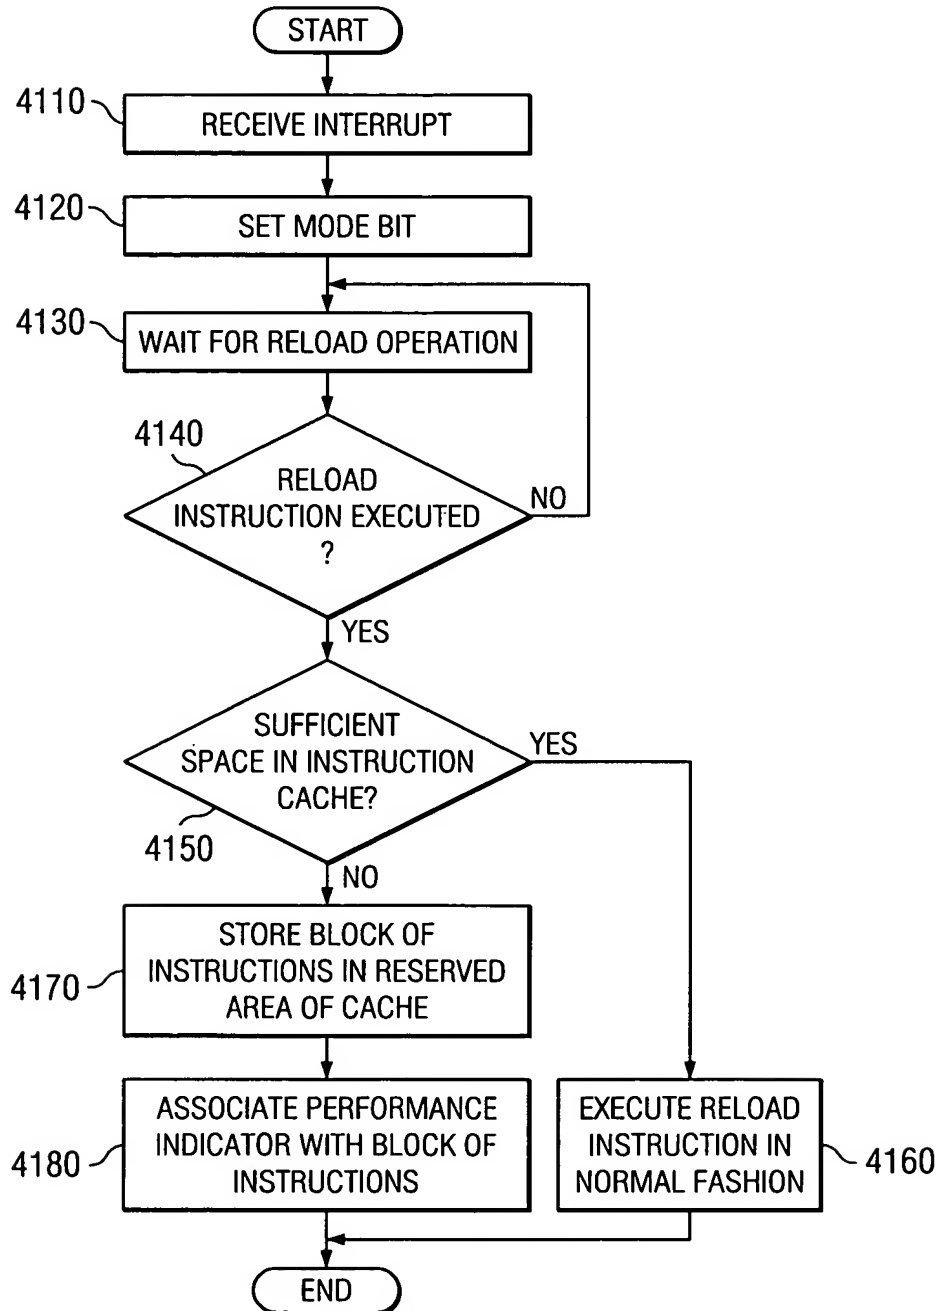 START
4110
RECEIVE INTERRUPT
4120
SET MODE BIT
4130
WAIT FOR RELOAD OPERATION
4140
RELOAD
INSTRUCTION EXECUTED
?
NO
YES
SUFFICIENT
SPACE IN INSTRUCTION
CACHE?
YES
4150
NO
STORE BLOCK OF
INSTRUCTIONS IN RESERVED
AREA OF CACHE
4170
ASSOCIATE PERFORMANCE
INDICATOR WITH BLOCK OF
INSTRUCTIONS
4180
EXECUTE RELOAD
INSTRUCTION IN
NORMAL FASHION
4160
END